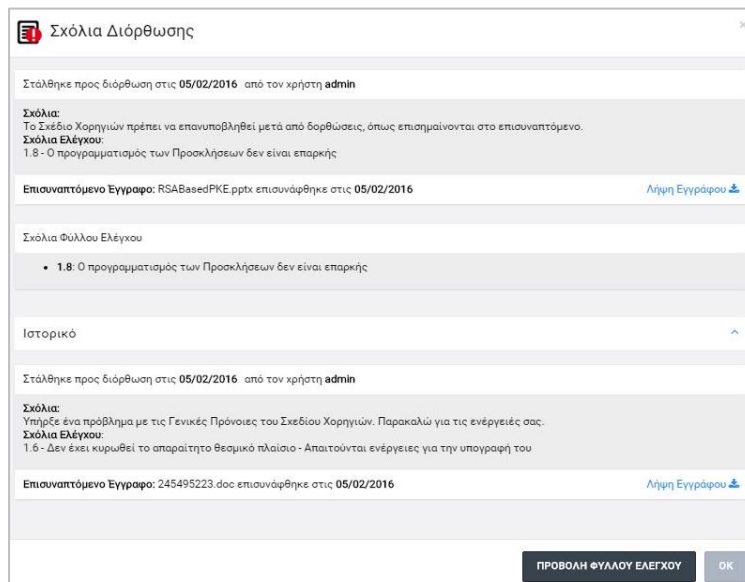 Σχόλια Διόρθωσης
Στάλθηκε προς διόρθωση στις 05/02/2016 από τον χρήστη admin
Σχόλια:
Το Σχέδιο Χορηγιών πρέπει να επανυποβληθεί μετά από δορθώσεις, όπως επισημαίνονται στο επισυναπτόμενο.
Σχόλια Ελέγχου:
1.8 - Ο προγραμματισμός των Προσκλήσεων δεν είναι επαρκής
Επισυναπτόμενο Έγγραφο: RSABasedPKE.pptx επισυνάφθηκε στις 05/02/2016 Λήψη Εγγράφου
Σχόλια Φύλλου Ελέγχου
• 1.8: Ο προγραμματισμός των Προσκλήσεων δεν είναι επαρκής
Ιστορικό
Στάλθηκε προς διόρθωση στις 05/02/2016 από τον χρήστη admin
Σχόλια:
Υπήρξε ένα πρόβλημα με τις Γενικές Πρόνοιες του Σχεδίου Χορηγιών. Παρακαλώ για τις ενέργειές σας.
Σχόλια Ελέγχου:
1.6 - Δεν έχει κυρωθεί το απαραίτητο θεσμικό πλαίσιο - Απαιτούνται ενέργειες για την υπογραφή του
Επισυναπτόμενο Έγγραφο: 245495223.doc επισυνάφθηκε στις 05/02/2016 Λήψη Εγγράφου
ΠΡΟΒΟΛΗ ΦΥΛΛΟΥ ΕΛΕΓΧΟΥ OK